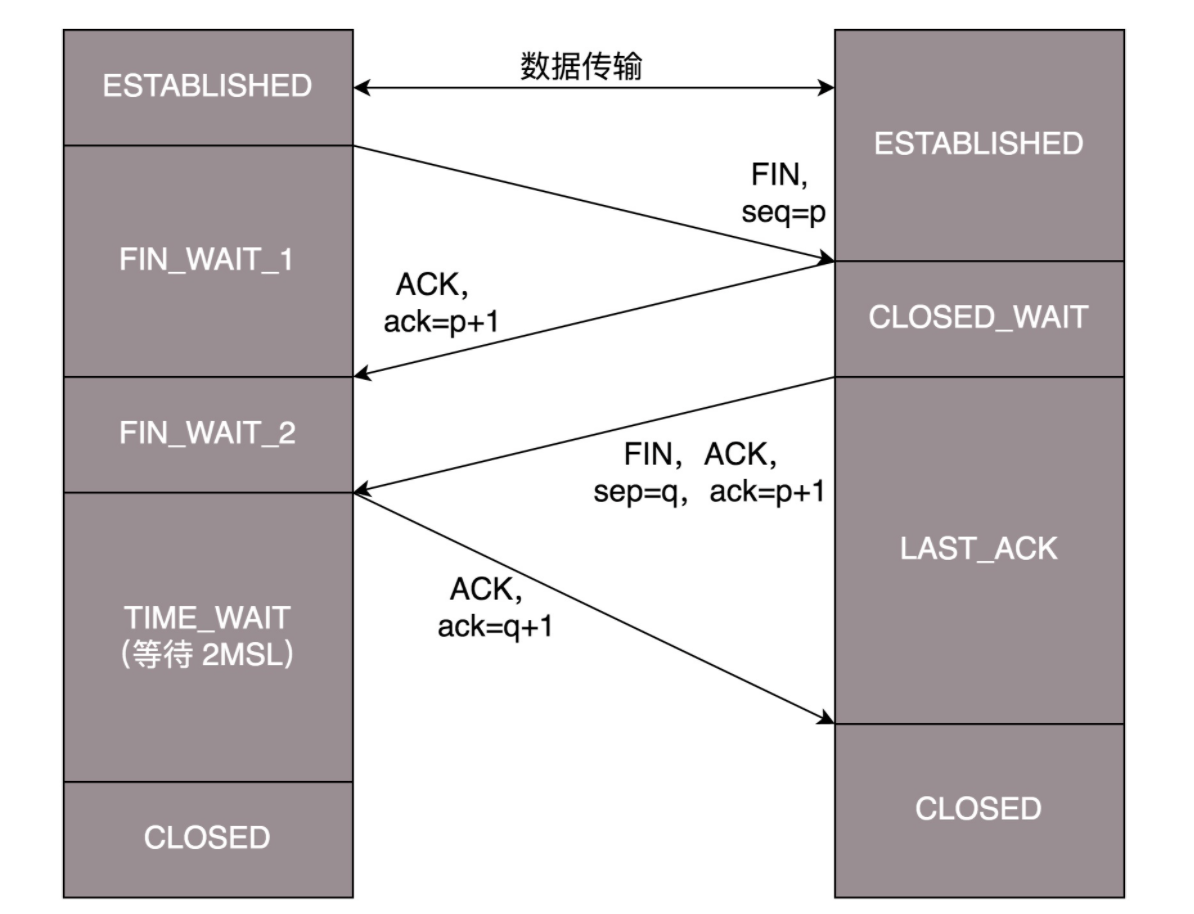 ESTABLISHED
数据传输
ESTABLISHED
FIN,
seq=p
FIN_WAIT_1
ACK,
ack=p+1
CLOSED_WAIT
FIN_WAIT_2
FIN, ACK,
sep=q, ack=p+1
LAST_ACK
ACK,
ack=q+1
TIME_WAIT
(等待 2MSL)
CLOSED
CLOSED